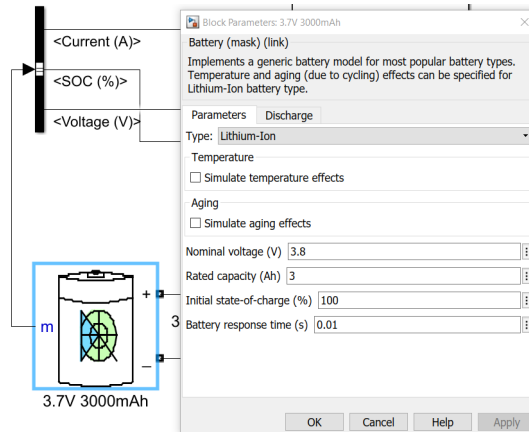 <Current (A)>
<SOC (%)>
<Voltage (V)>
m
+
3
_
3.7V 3000mAh
Block Parameters: 3.7V 3000mAh
Battery (mask) (link)
Implements a generic battery model for most popular battery types.
Temperature and aging (due to cycling) effects can be specified for
Lithium-Ion battery type.
Parameters Discharge
Type: Lithium-Ion
Temperature
Simulate temperature effects
Aging
Simulate aging effects
Nominal voltage (V) 3.8
Rated capacity (Ah) 3
Initial state-of-charge (%) 100
Battery response time (s) 0.01
OK Cancel Help Apply